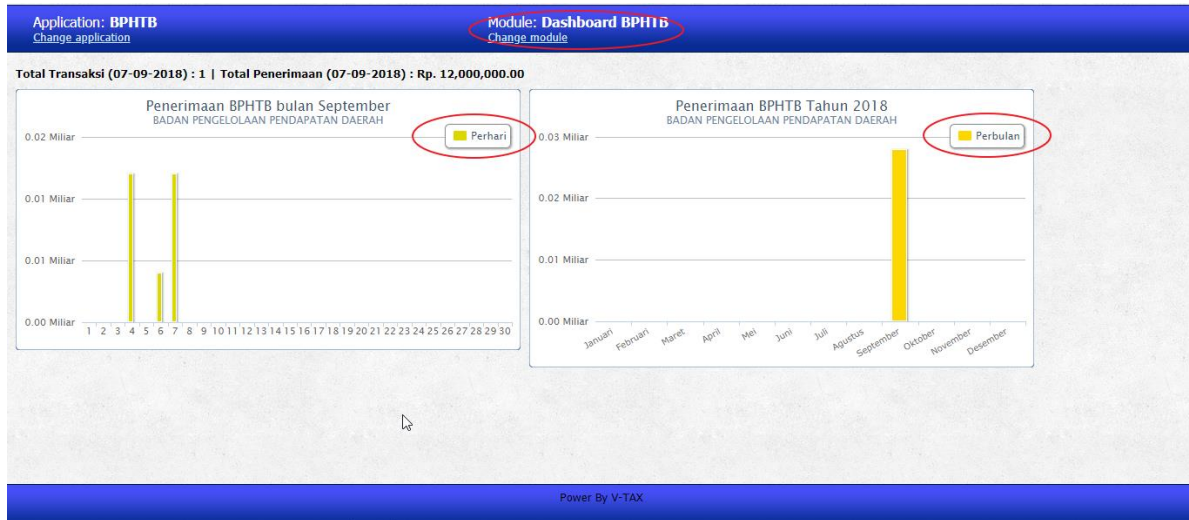 Application: BPHTB
Change application
Module: Dashboard BPHTB
Change module
Total Transaksi (07-09-2018) : 1 | Total Penerimaan (07-09-2018) : Rp. 12,000,000.00
Penerimaan BPHTB bulan September
BADAN PENGELOLAAN PENDAPATAN DAERAH
Perhari
0.02 Miliar
0.01 Miliar
0.01 Miliar
0.00 Miliar
1 2 3 4 5 6 7 8 9 10 11 12 13 14 15 16 17 18 19 20 21 22 23 24 25 26 27 28 29 30
Penerimaan BPHTB Tahun 2018
BADAN PENGELOLAAN PENDAPATAN DAERAH
Perbulan
0.03 Miliar
0.02 Miliar
0.01 Miliar
0.00 Miliar
Januari Februari Maret April Mei Juni Juli Agustus September Oktober November Desember
Power By V-TAX